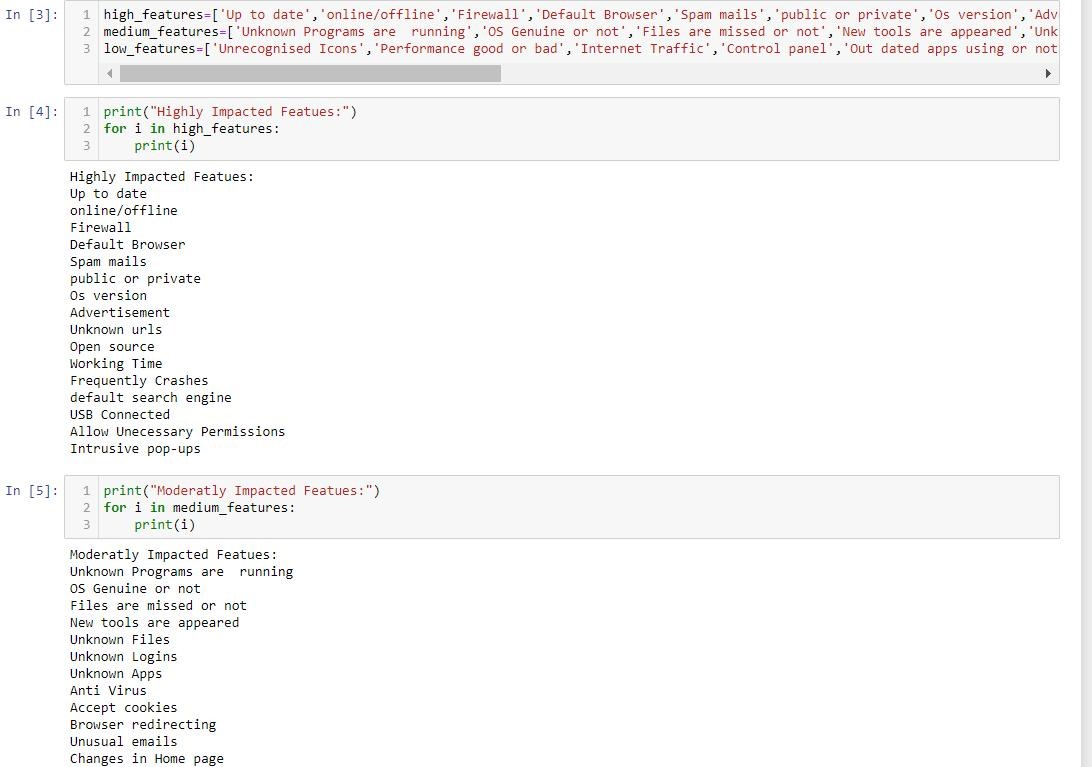 In [3]:
1 high_features=['Up to date','online/offline','Firewall','Default Browser','Spam mails','public or private','Os version','Adv
2 medium_features=['Unknown Programs are  running','OS Genuine or not','Files are missed or not','New tools are appeared','Unk
3 low_features=['Unrecognised Icons','Performance good or bad','Internet Traffic','Control panel','Out dated apps using or not
In [4]:
1 print("Highly Impacted Featues:")
2 for i in high_features:
3     print(i)
Highly Impacted Featues:
Up to date
online/offline
Firewall
Default Browser
Spam mails
public or private
Os version
Advertisement
Unknown urls
Open source
Working Time
Frequently Crashes
default search engine
USB Connected
Allow Unecessary Permissions
Intrusive pop-ups
In [5]:
1 print("Moderatly Impacted Featues:")
2 for i in medium_features:
3     print(i)
Moderatly Impacted Featues:
Unknown Programs are  running
OS Genuine or not
Files are missed or not
New tools are appeared
Unknown Files
Unknown Logins
Unknown Apps
Anti Virus
Accept cookies
Browser redirecting
Unusual emails
Changes in Home page